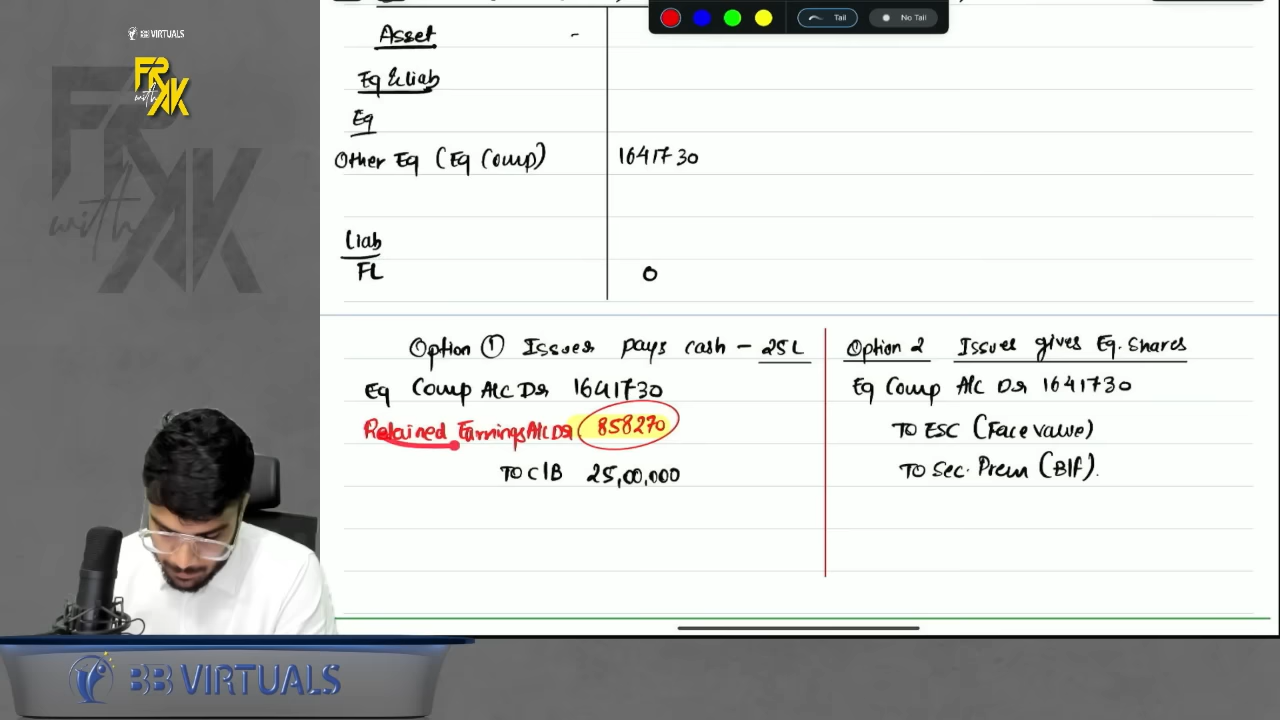 Tail
No Tail
BB VIRTUALS
FR
with
AK
FR
with
AK
Asset -
Eq & liab
Eq
Other Eq (Eq Comp) 1641730
Liab
FL 0
Option ① Issuer pays cash - 25L
Eq Comp A/c Dr 1641730
Retained Earnings A/c Dr. 858270
To C/B 25,00,000
Option 2 Issuer gives Eq. Shares
Eq Comp A/c Dr 1641730
To ESC (Face value)
To Sec. Prem (B/f).
BB VIRTUALS